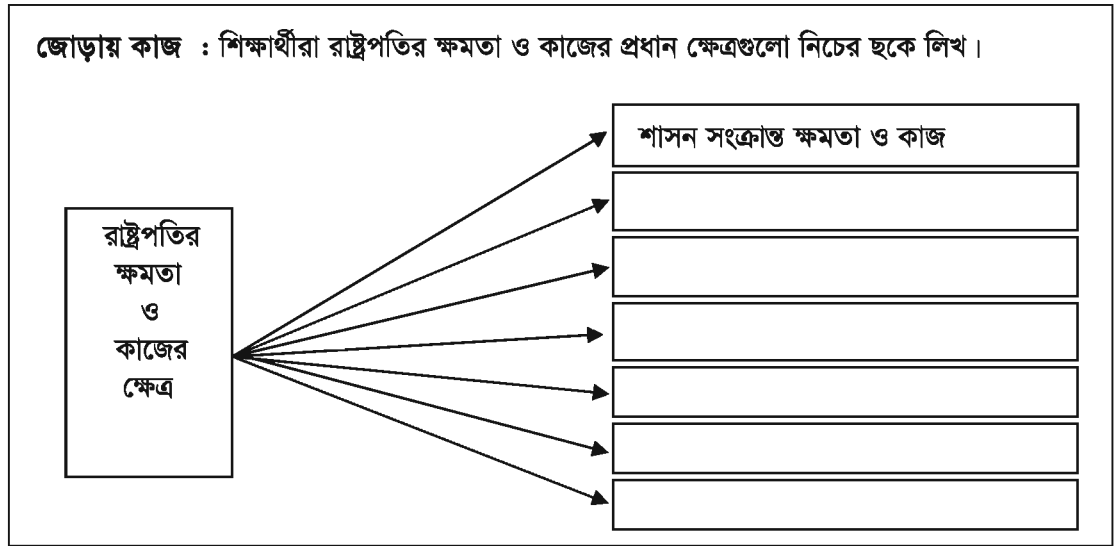 জোড়ায় কাজ : শিক্ষার্থীরা রাষ্ট্রপতির ক্ষমতা ও কাজের প্রধান ক্ষেত্রগুলো নিচের ছকে লিখ।
শাসন সংক্রান্ত ক্ষমতা ও কাজ
রাষ্ট্রপতির
ক্ষমতা
ও
কাজের
ক্ষেত্র